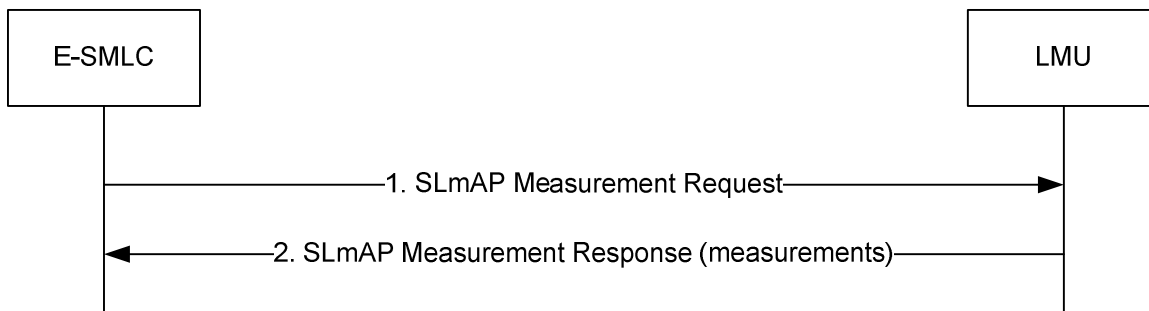 E-SMLC
LMU
1. SLmAP Measurement Request
2. SLmAP Measurement Response (measurements)